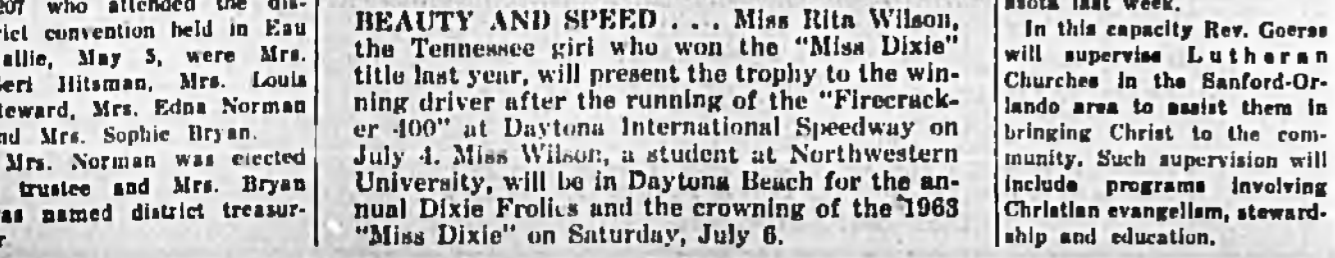 207 who attended the dis-
rict convention held in Eau
allie, May 5, were Mrs.
Bert Hitsman, Mrs. Louis
teward, Mrs. Edna Norman
nd Mrs. Sophie Bryan.
Mrs. Norman was elected
trustee and Mrs. Bryan
as named district treasur-
r.
BEAUTY AND SPEED . . . Miss Rita Wilson,
the Tennessee girl who won the "Miss Dixie"
title last year, will present the trophy to the win-
ning driver after the running of the "Firecrack-
er 400" at Daytona International Speedway on
July 4. Miss Wilson, a student at Northwestern
University, will be in Daytona Beach for the an-
nual Dixie Frolics and the crowning of the 1963
"Miss Dixie" on Saturday, July 6.
last week.
In this capacity Rev. Goerss
will supervise Lutheran
Churches in the Sanford-Or-
lando area to assist them in
bringing Christ to the com-
munity. Such supervision will
include programs involving
Christian evangelism, steward-
ship and education.